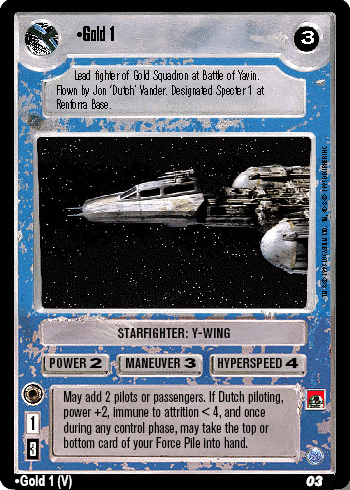 •Gold 1
3
Lead fighter of Gold Squadron at Battle of Yavin.
Flown by Jon 'Dutch' Vander. Designated Specter 1 at
Renforra Base.
STARFIGHTER: Y-WING
POWER 2 MANEUVER 3 HYPERSPEED 4
May add 2 pilots or passengers. If Dutch piloting,
power +2, immune to attrition < 4, and once
during any control phase, may take the top or
bottom card of your Force Pile into hand.
1
3
•Gold 1 (V)
03